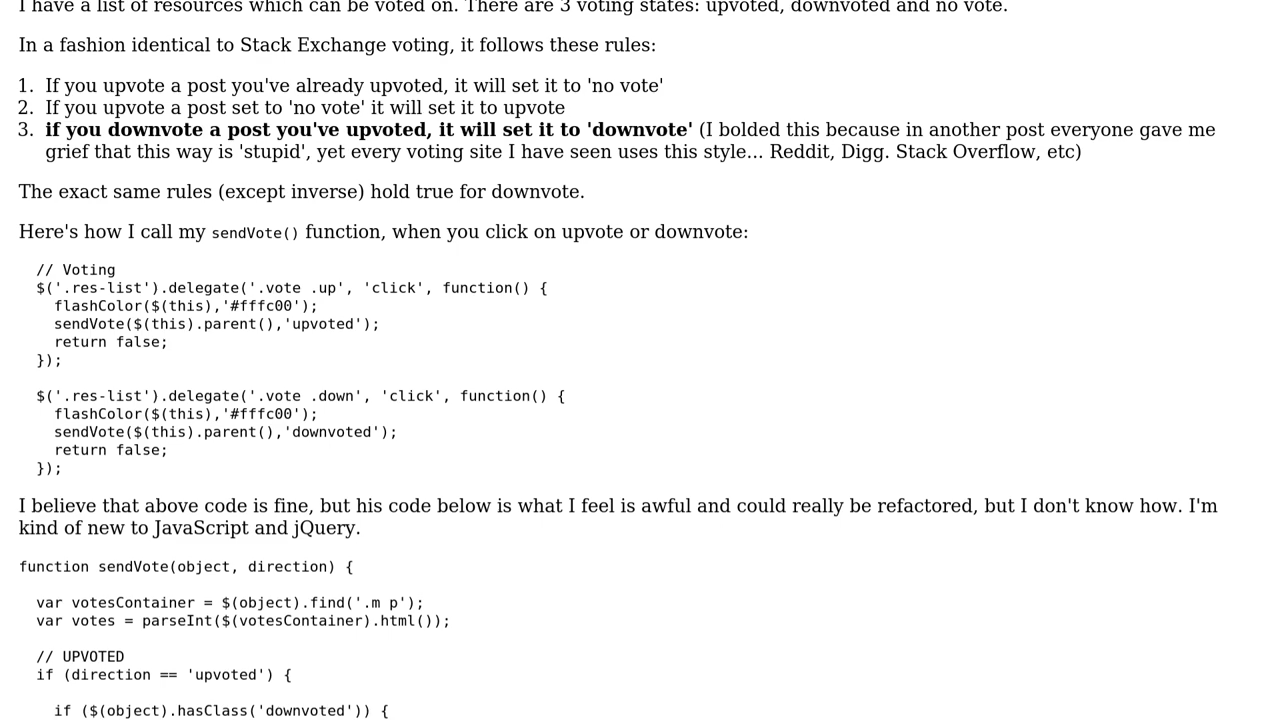 I have a list of resources which can be voted on. There are 3 voting states: upvoted, downvoted and no vote.
In a fashion identical to Stack Exchange voting, it follows these rules:
1. If you upvote a post you've already upvoted, it will set it to 'no vote'
2. If you upvote a post set to 'no vote' it will set it to upvote
3. if you downvote a post you've upvoted, it will set it to 'downvote' (I bolded this because in another post everyone gave me
grief that this way is 'stupid', yet every voting site I have seen uses this style... Reddit, Digg. Stack Overflow, etc)
The exact same rules (except inverse) hold true for downvote.
Here's how I call my sendVote() function, when you click on upvote or downvote:
// Voting
$('.res-list').delegate('.vote .up', 'click', function() {
flashColor($(this),'#fffc00');
sendVote($(this).parent(),'upvoted');
return false;
});
$('.res-list').delegate('.vote .down', 'click', function() {
flashColor($(this),'#fffc00');
sendVote($(this).parent(),'downvoted');
return false;
});
I believe that above code is fine, but his code below is what I feel is awful and could really be refactored, but I don't know how. I'm
kind of new to JavaScript and jQuery.
function sendVote(object, direction) {
var votesContainer = $(object).find('.m p');
var votes = parseInt($(votesContainer).html());
// UPVOTED
if (direction == 'upvoted') {
if ($(object).hasClass('downvoted')) {